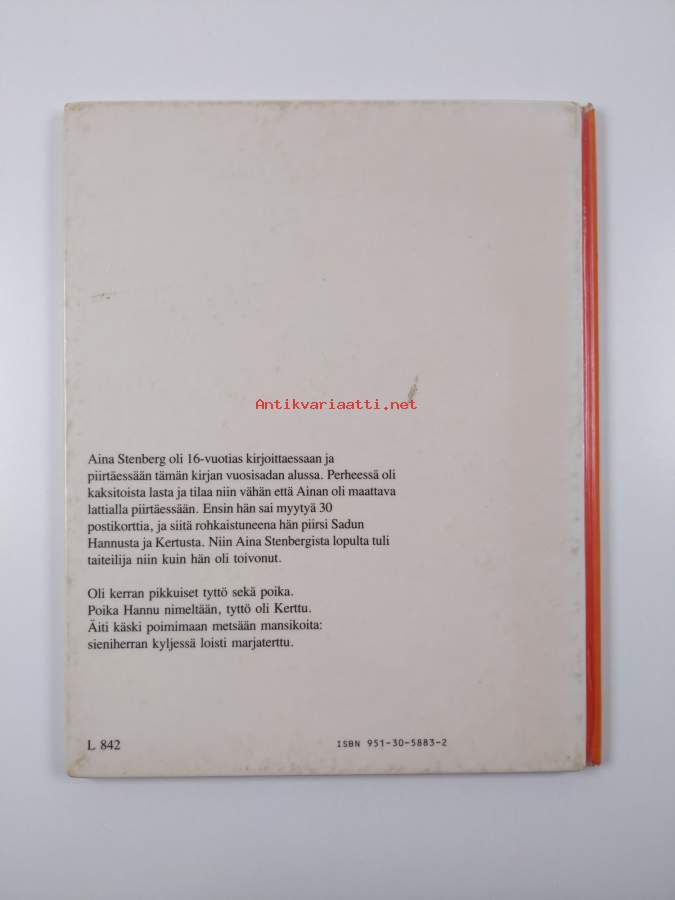 Antikvariaatti.net
Aina Stenberg oli 16-vuotias kirjoittaessaan ja
piirtäessään tämän kirjan vuosisadan alussa. Perheessä oli
kaksitoista lasta ja tilaa niin vähän että Ainan oli maattava
lattialla piirtäessään. Ensin hän sai myytyä 30
postikorttia, ja siitä rohkaistuneena hän piirsi Sadun
Hannusta ja Kertusta. Niin Aina Stenbergista lopulta tuli
taiteilija niin kuin hän oli toivonut.
Oli kerran pikkuiset tyttö sekä poika.
Poika Hannu nimeltään, tyttö oli Kerttu.
Äiti käski poimimaan metsään mansikoita:
sieniherran kyljessä loisti marjaterttu.
L 842
ISBN 951-30-5883-2